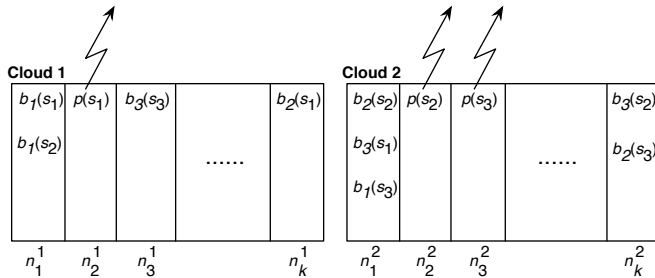 Cloud 1
b₁(s₁) p(s₁) b₃(s₃) b₂(s₁)
b₁(s₂)
......
n₁¹ n₂¹ n₃¹ nₖ¹
Cloud 2
b₂(s₂) p(s₂) p(s₃) b₃(s₂)
b₃(s₁) b₂(s₃)
b₁(s₃)
......
n₁² n₂² n₃² nₖ²